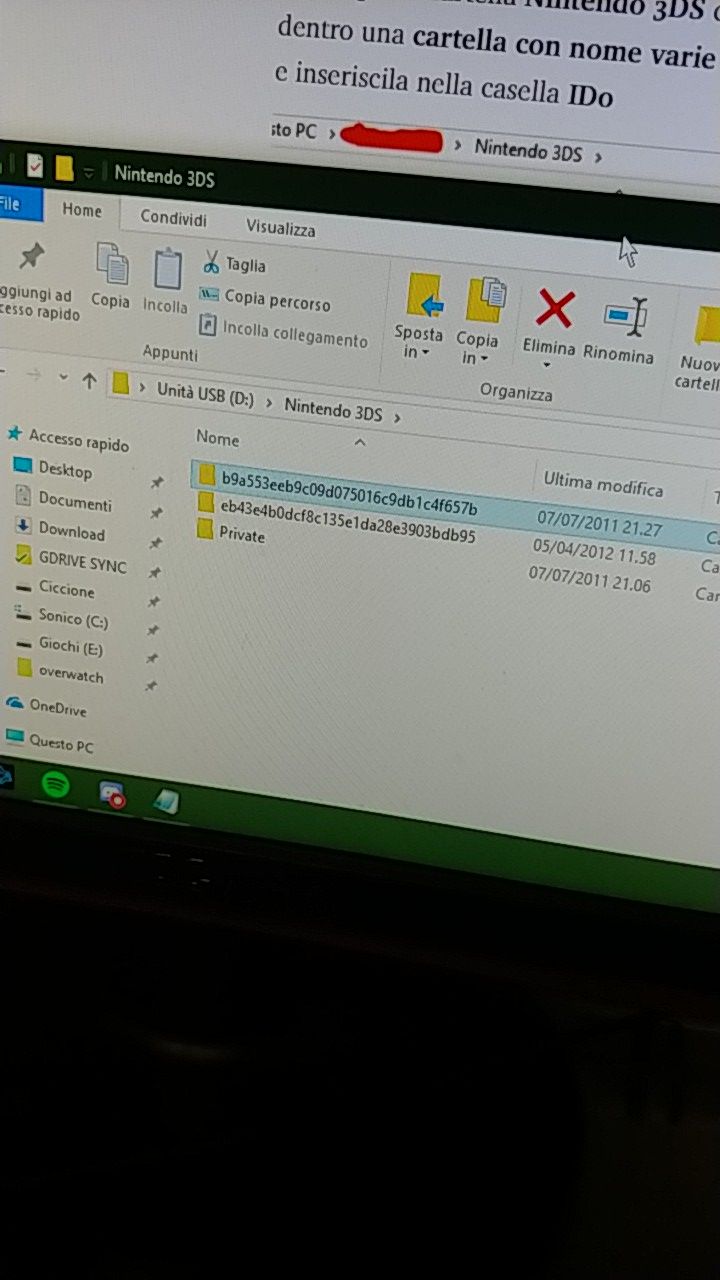 Nintendo 3DS
dentro una cartella con nome varie
e inseriscila nella casella IDo
sto PC > > Nintendo 3DS >
Nintendo 3DS
File Home Condividi Visualizza
ggiungi ad
cesso rapido
Copia
Incolla
Taglia
Copia percorso
Incolla collegamento
Appunti
Sposta
in
Copia
in
Elimina
Rinomina
Organizza
Nuov
cartell
> Unità USB (D:) > Nintendo 3DS >
Nome Ultima modifica T
b9a553eeb9c09d075016c9db1c4f657b 07/07/2011 21.27 Ca
eb43e4b0dcf8c135e1da28e3903bdb95 05/04/2012 11.58 Ca
Private 07/07/2011 21.06 Car
Accesso rapido
Desktop
Documenti
Download
GDRIVE SYNC
Ciccione
Sonico (C:)
Giochi (E:)
overwatch
OneDrive
Questo PC